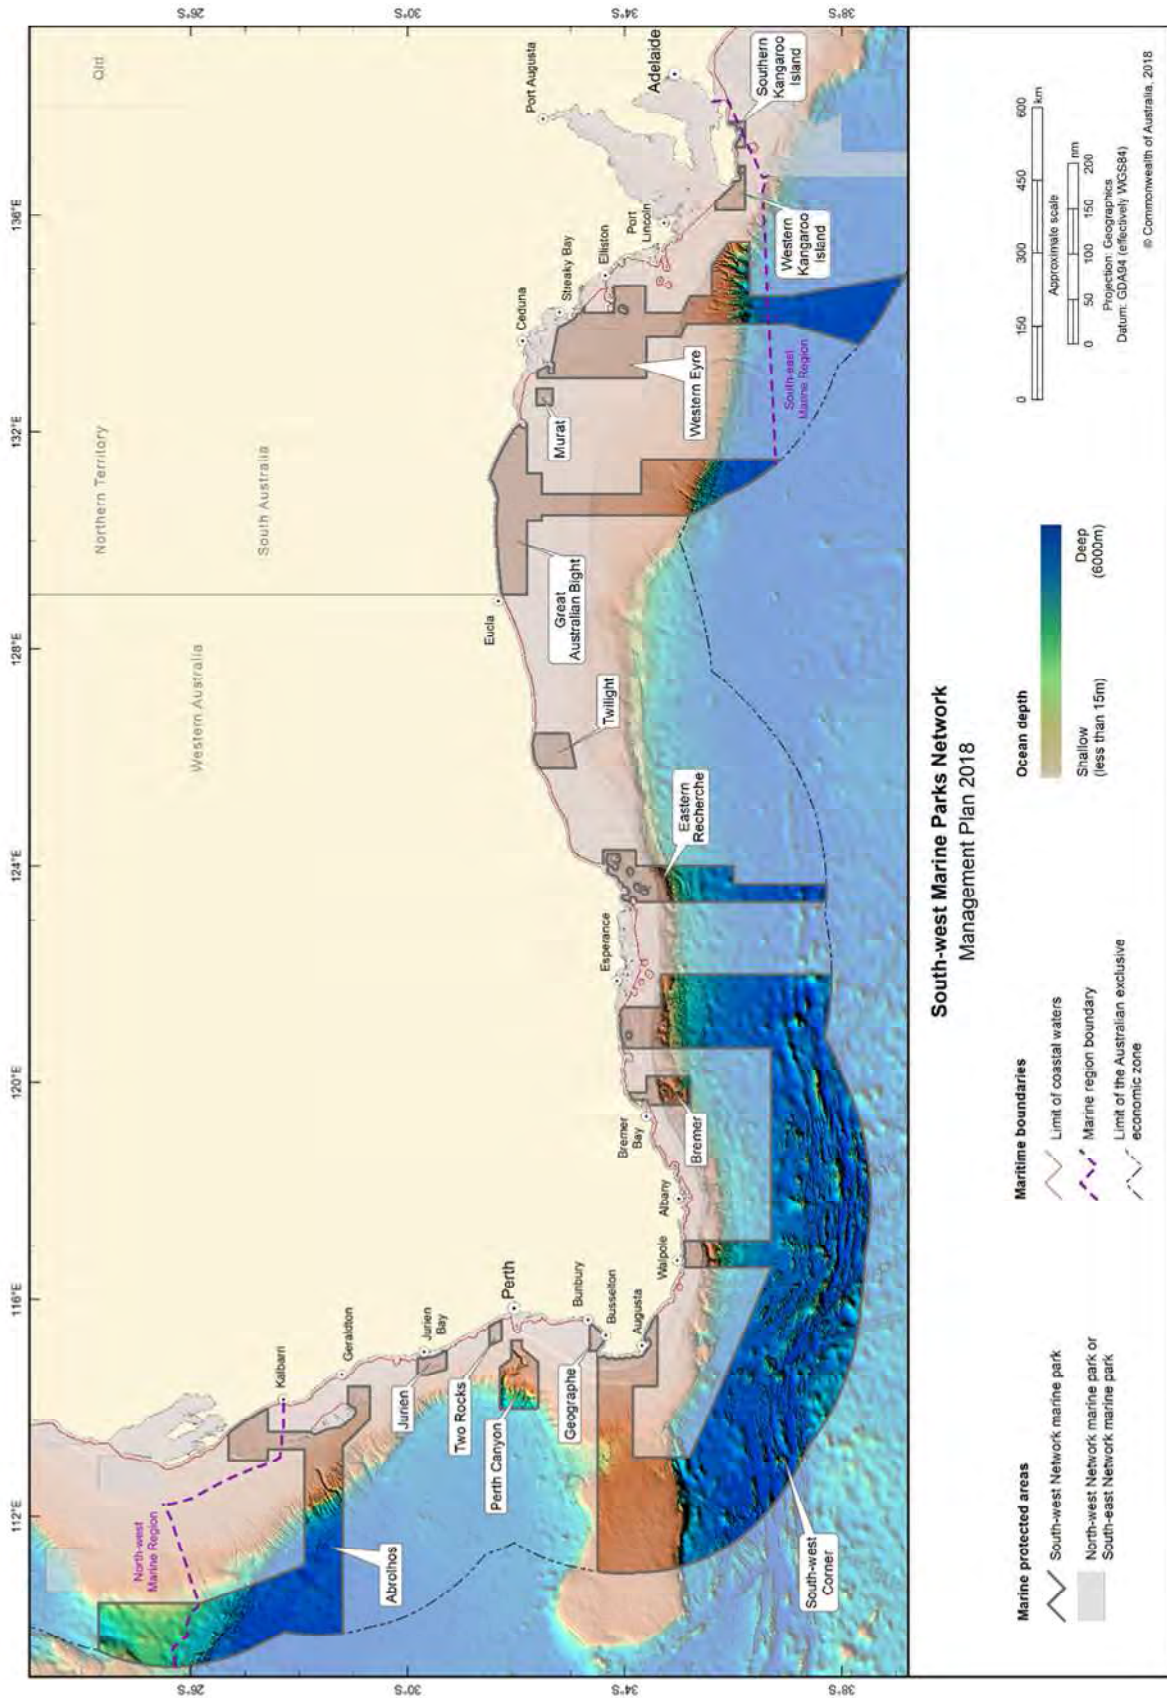 112°E
116°E
120°E
124°E
128°E
132°E
136°E
26°S
30°S
34°S
38°S
26°S
30°S
34°S
38°S
Northern Territory
Qld
Western Australia
South Australia
North-west
Marine Region
Kalbarri
Geraldton
Jurien
Bay
Perth
Bunbury
Busselton
Augusta
Walpole
Albany
Bremer
Bay
Esperance
Eucla
Ceduna
Streaky Bay
Elliston
Port
Lincoln
Port Augusta
Adelaide
Abrolhos
Jurien
Two Rocks
Perth Canyon
Geographe
South-west
Corner
Bremer
Eastern
Recherche
Twilight
Great
Australian Bight
Murat
Western Eyre
Western
Kangaroo
Island
Southern
Kangaroo
Island
South-east
Marine Region
South-west Marine Parks Network
Management Plan 2018
Marine protected areas
South-west Network marine park
North-west Network marine park or
South-east Network marine park
Maritime boundaries
Limit of coastal waters
Marine region boundary
Limit of the Australian exclusive
economic zone
Ocean depth
Shallow
(less than 15m)
Deep
(6000m)
0 150 300 450 600
km
Approximate scale
nm
0 50 100 150 200
Projection: Geographics
Datum: GDA94 (effectively WGS84)
© Commonwealth of Australia, 2018